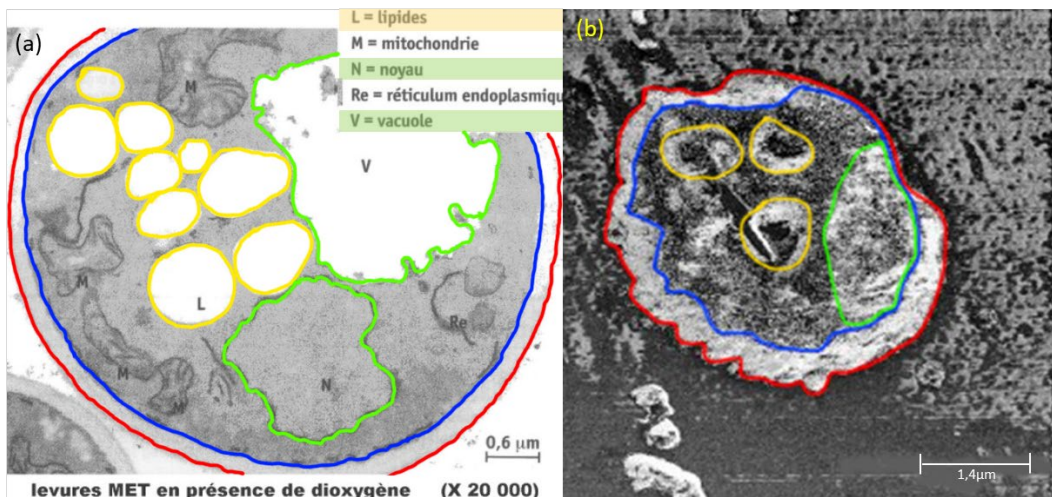 (a)
L = lipides
M = mitochondrie
N = noyau
Re = réticulum endoplasmiqu
V = vacuole
M
V
M
L
Re
M
N
M
0,6 µm
levures MET en présence de dioxygène (X 20 000)
(b)
1,4µm